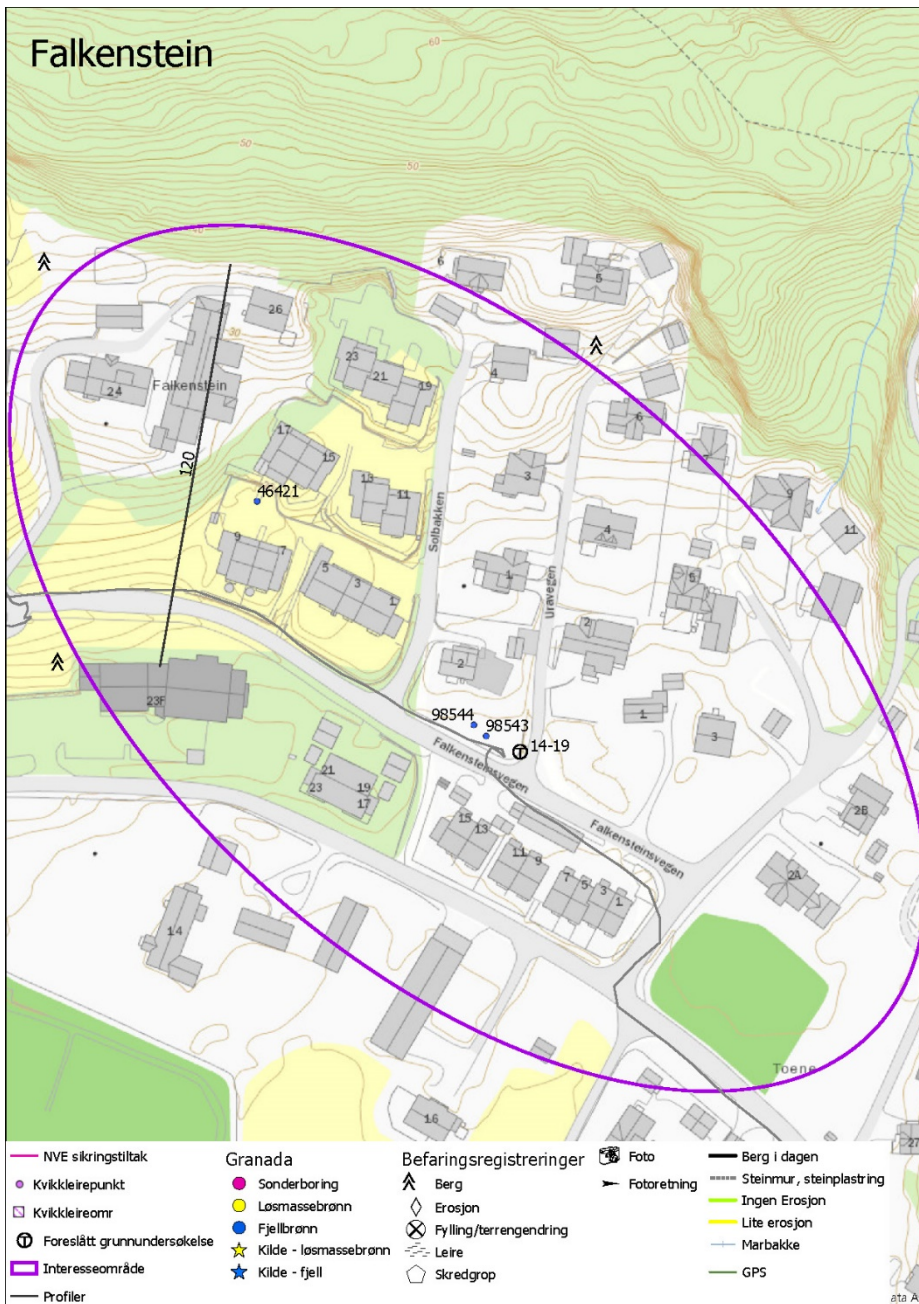 Falkenstein
60
50
50
40
6
5
26
30
23
21
19
4
24
Falkenstein
6
17
15
3
7
120
46421
13
11
9
4
11
Solbakken
9
7
5
3
1
1
5
Uravegen
2
2
23F
1
98544
98543
3
14-19
Falkensteinsvegen
21
23
19
17
2B
15
13
Falkensteinsvegen
11
9
7
5
3
1
2A
14
Toene
16
27
NVE sikringstiltak
Kvikkleirepunkt
Kvikkleireomr
Foreslått grunnundersøkelse
Interesseområde
Profiler
Granada
Sonderboring
Løsmassebrønn
Fjellbrønn
Kilde - løsmassebrønn
Kilde - fjell
Befaringsregistreringer
Berg
Erosjon
Fylling/terrengendring
Leire
Skredgrop
Foto
Fotoretning
Berg i dagen
Steinmur, steinplastring
Ingen Erosjon
Lite erosjon
Marbakke
GPS
ata A